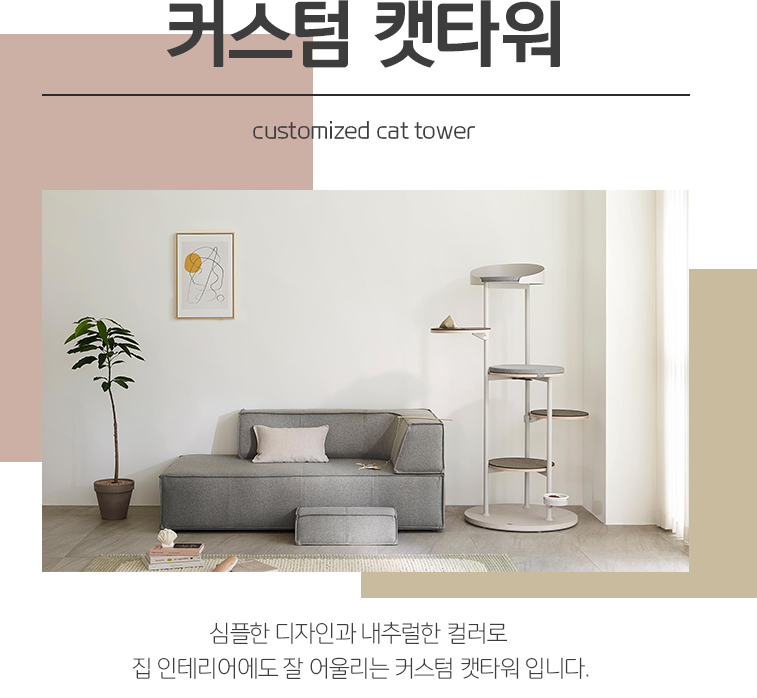 커스텀 캣타워
customized cat tower
심플한 디자인과 내추럴한 컬러로
집 인테리어에도 잘 어울리는 커스텀 캣타워 입니다.